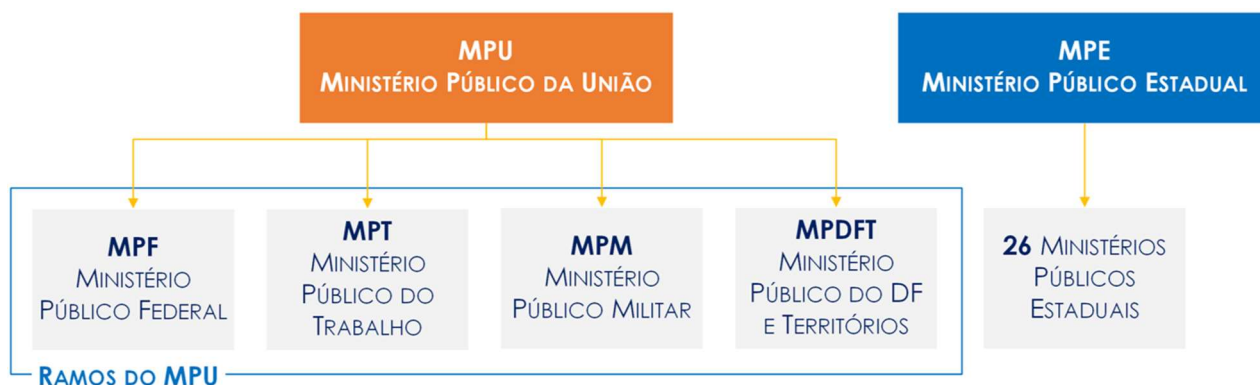 MPU
MINISTÉRIO PÚBLICO DA UNIÃO
MPE
MINISTÉRIO PÚBLICO ESTADUAL
MPF
MINISTÉRIO
PÚBLICO FEDERAL
MPT
MINISTÉRIO
PÚBLICO DO
TRABALHO
MPM
MINISTÉRIO
PÚBLICO MILITAR
MPDFT
MINISTÉRIO
PÚBLICO DO DF
E TERRITÓRIOS
26 MINISTÉRIOS
PÚBLICOS
ESTADUAIS
RAMOS DO MPU